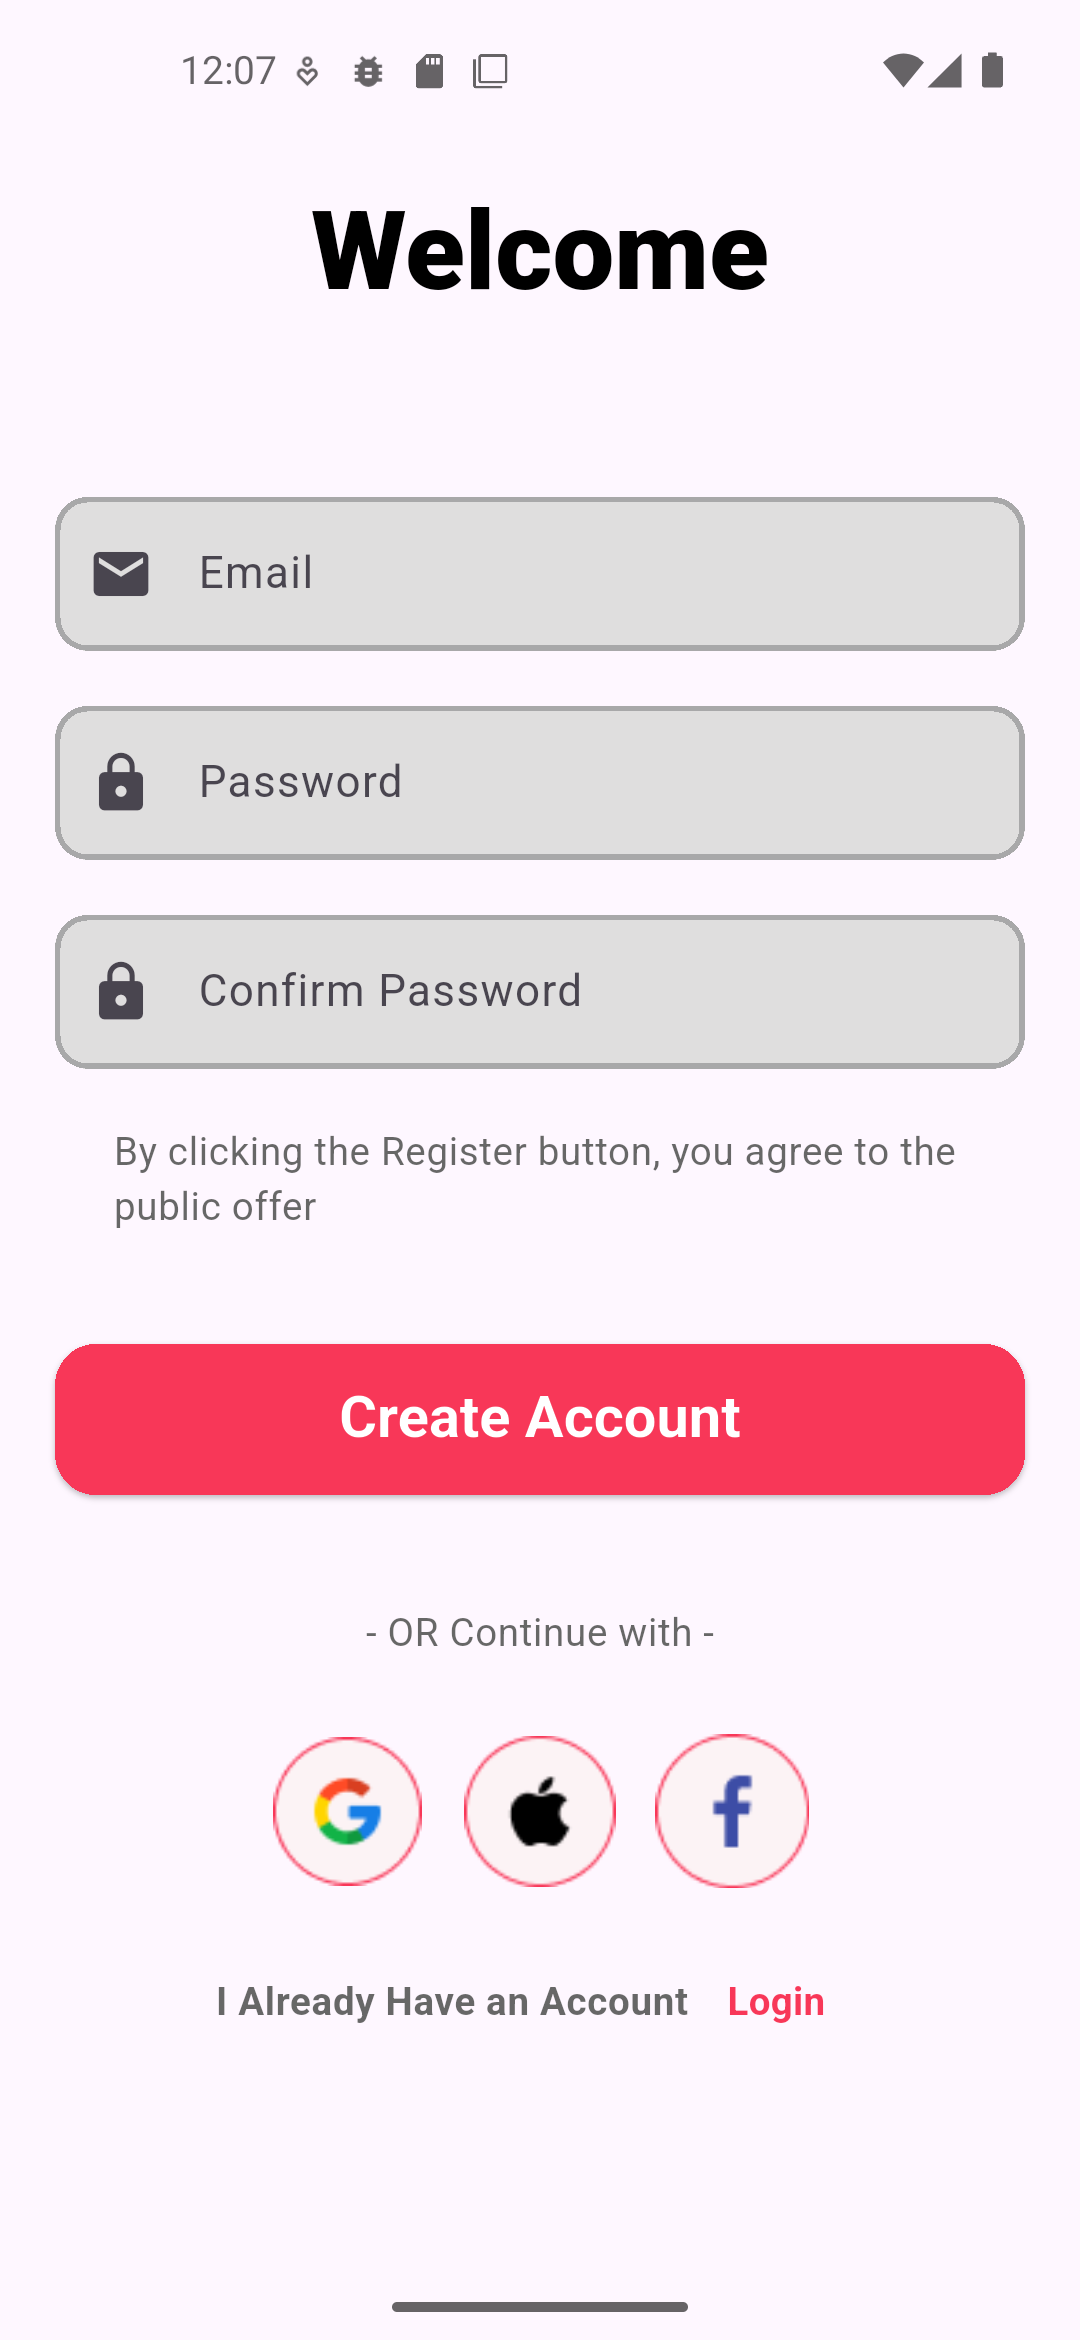 12:07
Welcome
Email
Password
Confirm Password
By clicking the Register button, you agree to the
public offer
Create Account
- OR Continue with -
I Already Have an Account Login